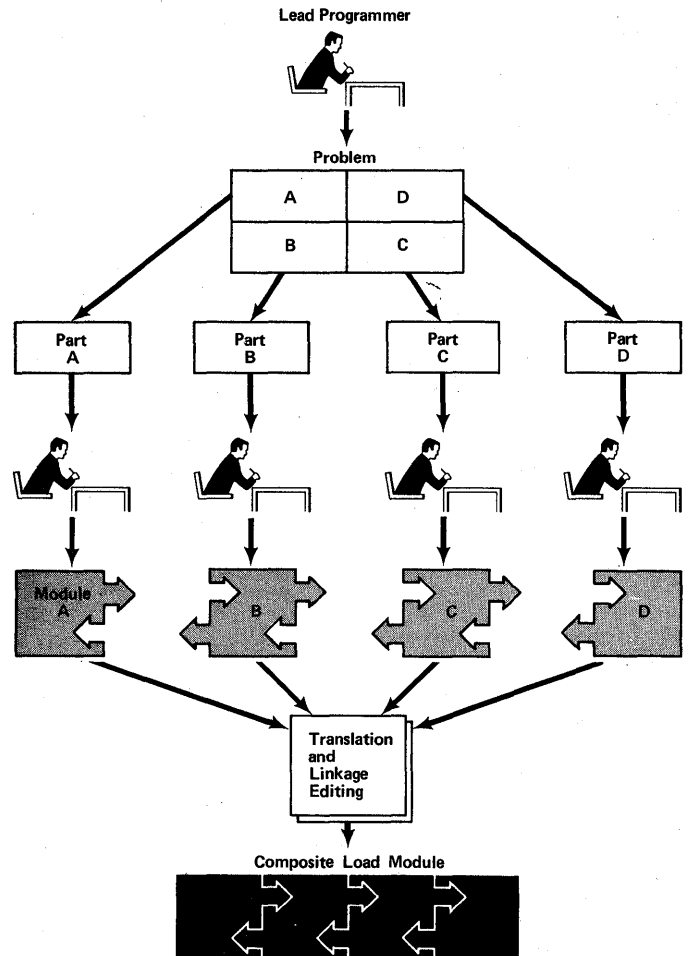 Lead Programmer
Problem
A
D
B
C
Part
A
Part
B
Part
C
Part
D
Module
A
B
C
D
Translation
and
Linkage
Editing
Composite Load Module